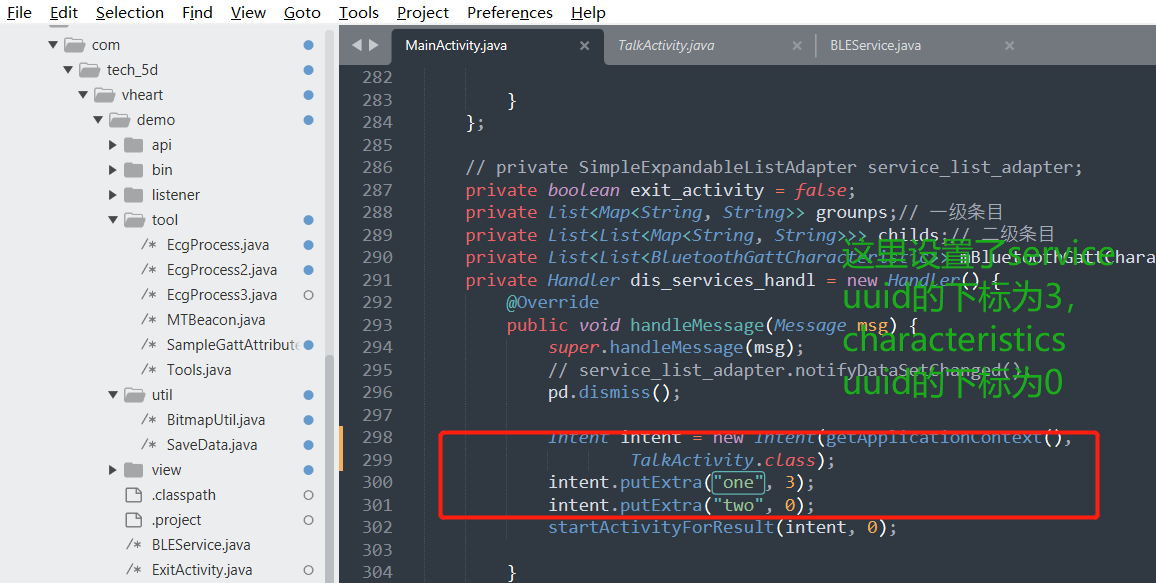 File Edit Selection Find View Goto Tools Project Preferences Help
com
tech_5d
vheart
demo
api
bin
listener
tool
/* EcgProcess.java
/* EcgProcess2.java
/* EcgProcess3.java
/* MTBeacon.java
/* SampleGattAttribute
/* Tools.java
util
/* BitmapUtil.java
/* SaveData.java
view
.classpath
.project
/* BLEService.java
/* ExitActivity.java
MainActivity.java TalkActivity.java BLEService.java
282
283 }
284 };
285
286 // private SimpleExpandableListAdapter service_list_adapter;
287 private boolean exit_activity = false;
288 private List<Map<String, String>> grounps;// 一级条目
289 private List<List<Map<String, String>>> childs;// 二级条目
290 private List<List<BluetoothGattCharacteristic>> mBluetoothGattChara
291 private Handler dis_services_handl = new Handler() {
292 @Override
293 public void handleMessage(Message msg) {
294 super.handleMessage(msg);
295 // service_list_adapter.notifyDataSetChanged();
296 pd.dismiss();
297
298 Intent intent = new Intent(getApplicationContext(),
299 TalkActivity.class);
300 intent.putExtra("one", 3);
301 intent.putExtra("two", 0);
302 startActivityForResult(intent, 0);
303
304 }
这里设置了service
uuid的下标为3,
characteristics
uuid的下标为0